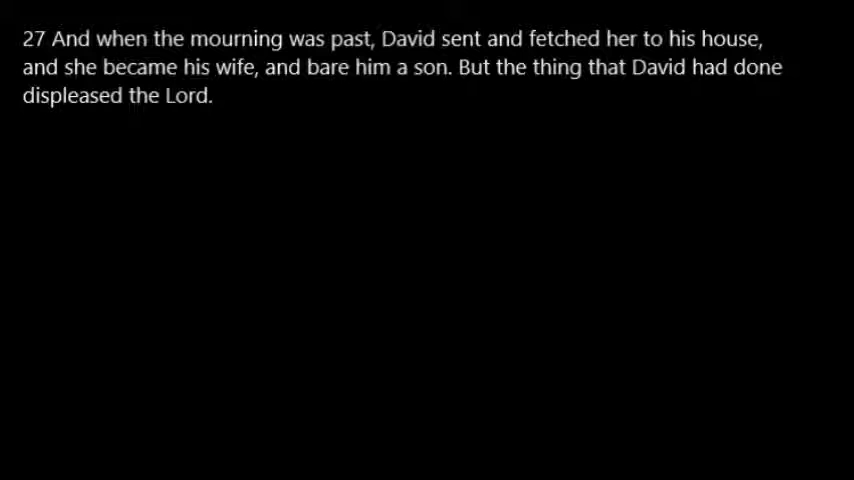 27 And when the mourning was past, David sent and fetched her to his house,
and she became his wife, and bare him a son. But the thing that David had done
displeased the Lord.